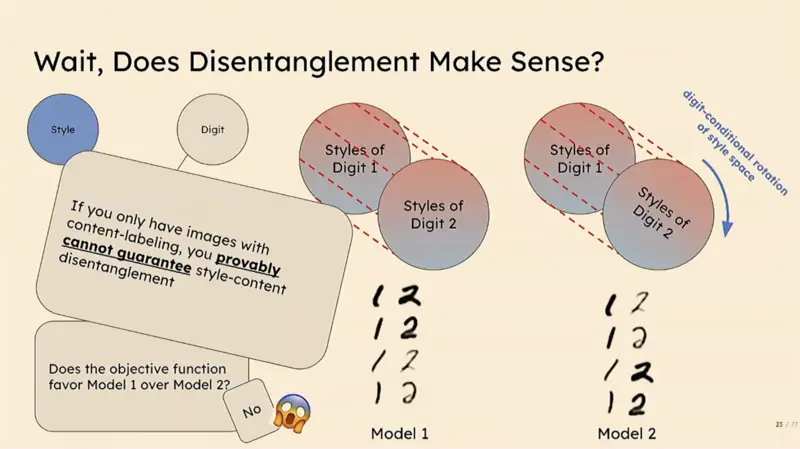 Wait, Does Disentanglement Make Sense?
Style
Digit
If you only have images with
content-labeling, you provably
cannot guarantee style-content
disentanglement
Does the objective function
favor Model 1 over Model 2?
No
Styles of
Digit 1
Styles of
Digit 2
1 2
1 2
1 2
1 2
Model 1
Styles of
Digit 1
Styles of
Digit 2
digit-conditional rotation
of style space
1 2
1 2
1 2
1 2
Model 2
23 / 77